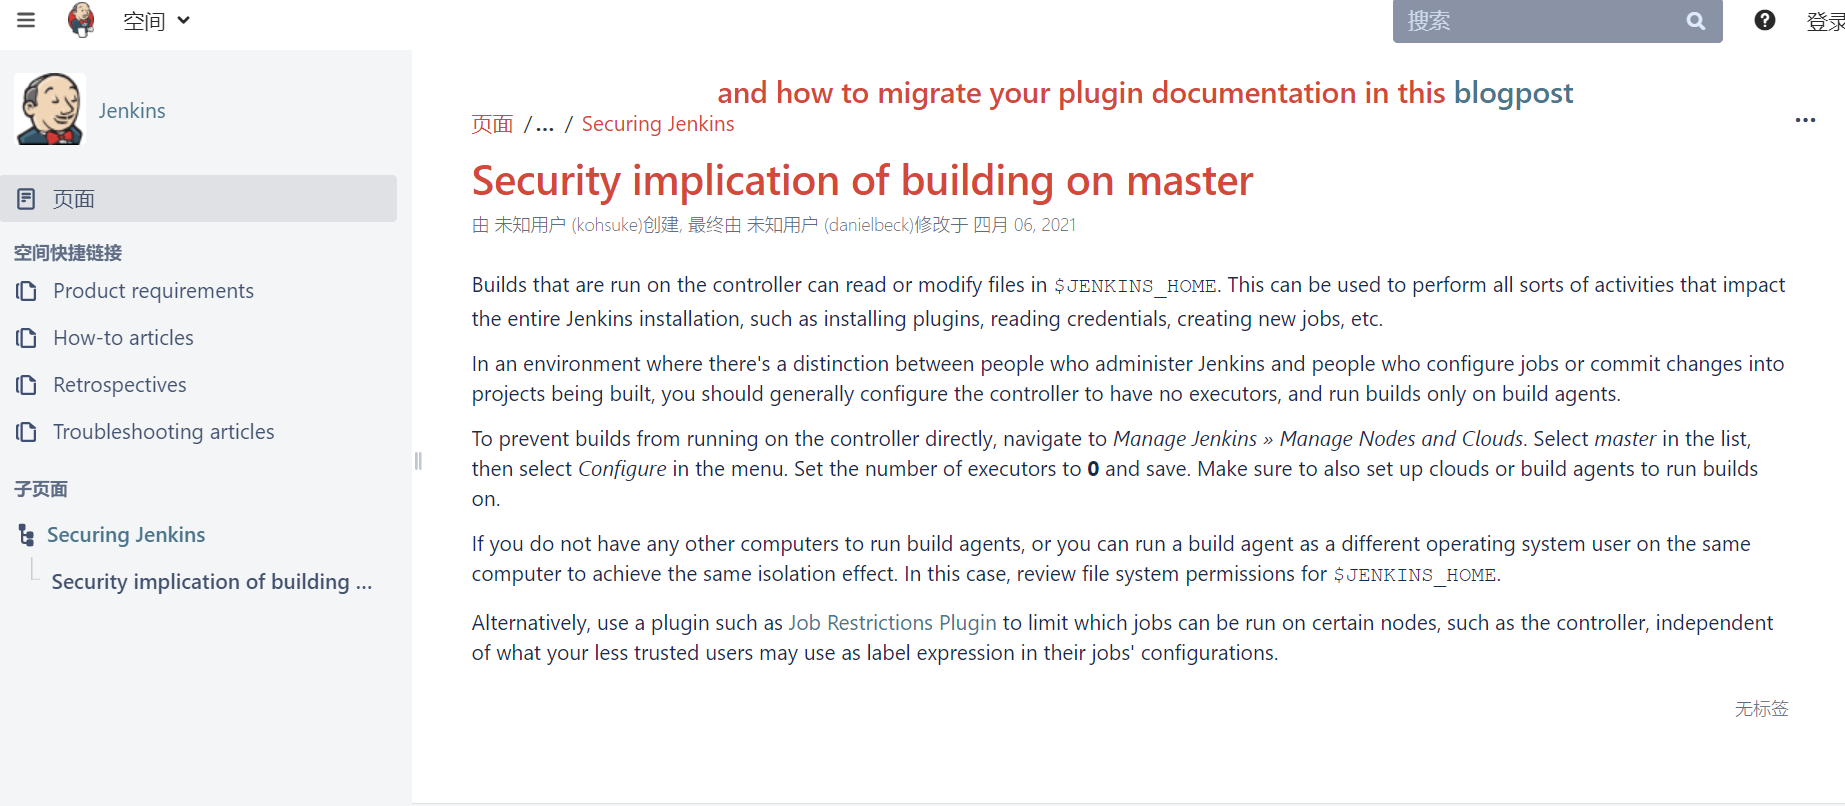 空间
搜索
登录
Jenkins
页面
空间快捷链接
Product requirements
How-to articles
Retrospectives
Troubleshooting articles
子页面
Securing Jenkins
Security implication of building ...
and how to migrate your plugin documentation in this blogpost
页面 /... / Securing Jenkins
Security implication of building on master
由 未知用户 (kohsuke)创建, 最终由 未知用户 (danielbeck)修改于 四月 06, 2021
Builds that are run on the controller can read or modify files in $JENKINS_HOME. This can be used to perform all sorts of activities that impact
the entire Jenkins installation, such as installing plugins, reading credentials, creating new jobs, etc.
In an environment where there's a distinction between people who administer Jenkins and people who configure jobs or commit changes into
projects being built, you should generally configure the controller to have no executors, and run builds only on build agents.
To prevent builds from running on the controller directly, navigate to Manage Jenkins » Manage Nodes and Clouds. Select master in the list,
then select Configure in the menu. Set the number of executors to 0 and save. Make sure to also set up clouds or build agents to run builds
on.
If you do not have any other computers to run build agents, or you can run a build agent as a different operating system user on the same
computer to achieve the same isolation effect. In this case, review file system permissions for $JENKINS_HOME.
Alternatively, use a plugin such as Job Restrictions Plugin to limit which jobs can be run on certain nodes, such as the controller, independent
of what your less trusted users may use as label expression in their jobs' configurations.
无标签